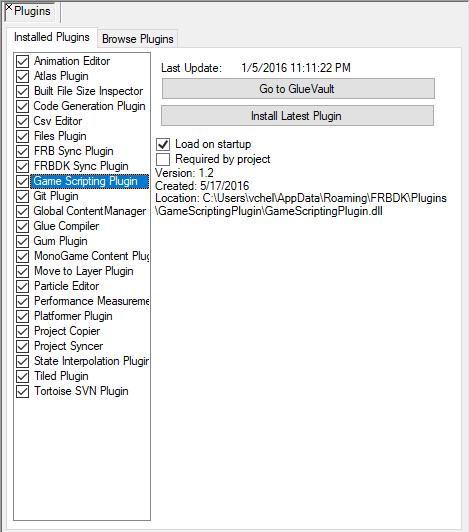 Plugins
Installed Plugins Browse Plugins
Animation Editor
Atlas Plugin
Built File Size Inspector
Code Generation Plugin
Csv Editor
Files Plugin
FRB Sync Plugin
FRBDK Sync Plugin
Game Scripting Plugin
Git Plugin
Global ContentManager
Glue Compiler
Gum Plugin
MonoGame Content Plug
Move to Layer Plugin
Particle Editor
Performance Measureme
Platformer Plugin
Project Copier
Project Syncer
State Interpolation Plugin
Tiled Plugin
Tortoise SVN Plugin
Last Update: 1/5/2016 11:11:22 PM
Go to GlueVault
Install Latest Plugin
Load on startup
Required by project
Version: 1.2
Created: 5/17/2016
Location: C:\Users\vchel\AppData\Roaming\FRBDK\Plugins
\GameScriptingPlugin\GameScriptingPlugin.dll